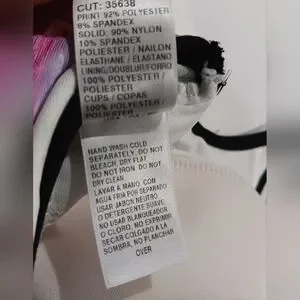 CUT: 35638
PRINT 92% POLYESTER
8% SPANDEX
SOLID: 90% NYLON
10% SPANDEX
POLIESTER / NAILON
ELASTHANE / ELASTANO
LINING/DOUBLUR/FORRO
100% POLYESTER /
POLIESTER
CUPS / COPAS
100% POLYESTER /
POLIESTER
HAND WASH COLD
SEPARATELY. DO NOT
BLEACH. DRY FLAT
DO NOT IRON. DO NOT
DRY CLEAN
LAVAR A MANO, CON
AGUA FRIA POR SEPARADO
USAR JABON NEUTRO
O DETERGENTE SUAVE.
NO USAR BLANQUEADOR
O CLORO. NO EXPRIMIR
SECAR COLGADO A LA
SOMBRA, NO PLANCHAR
OVER